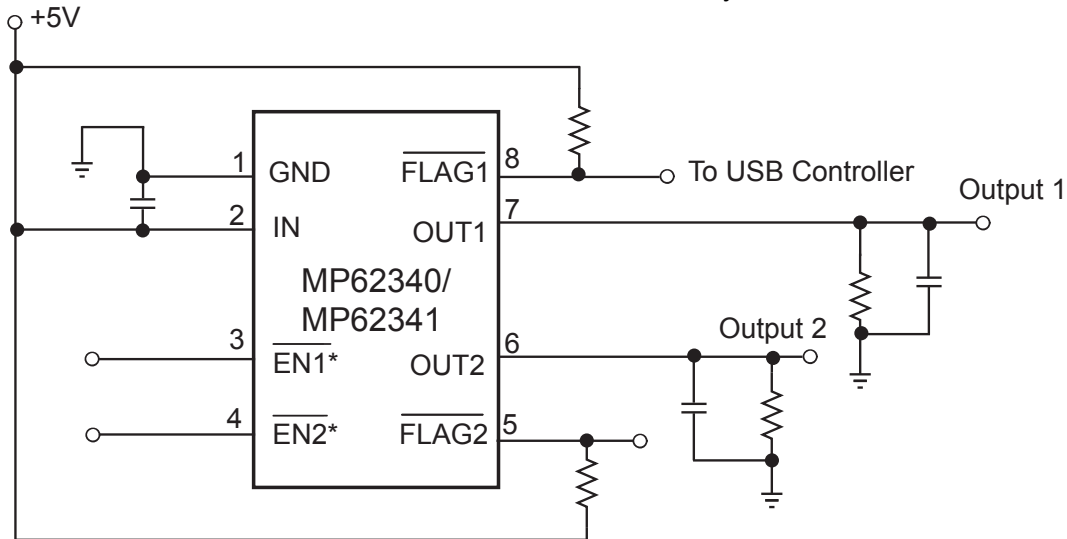 +5V
1
GND
FLAG1
8
To USB Controller
2
IN
OUT1
7
Output 1
MP62340/
MP62341
3
EN1*
OUT2
6
Output 2
4
EN2*
FLAG2
5